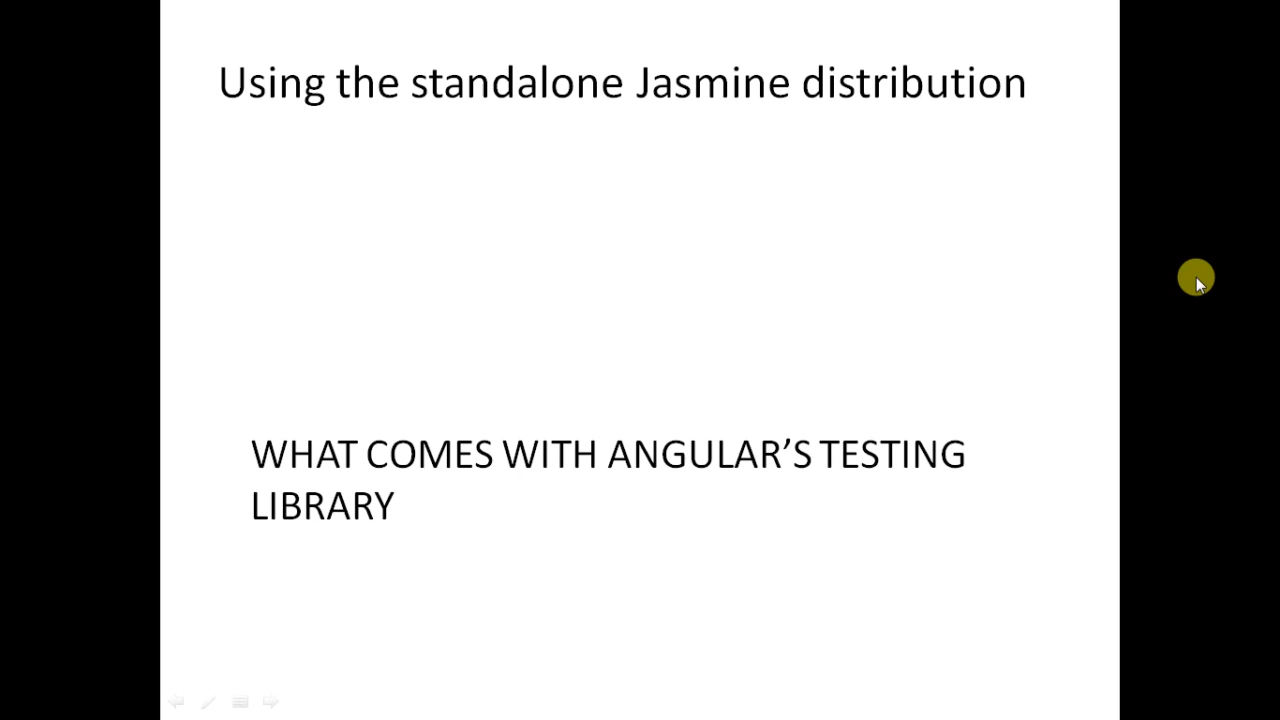 Using the standalone Jasmine distribution
WHAT COMES WITH ANGULAR’S TESTING
LIBRARY